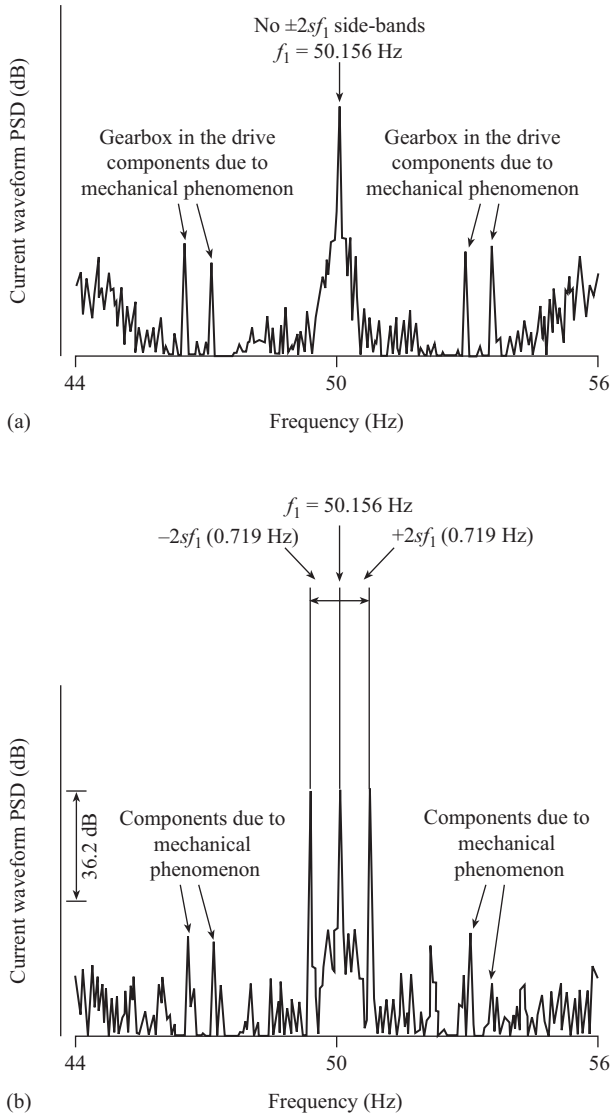 No ±2sf₁ side-bands
f₁ = 50.156 Hz
Gearbox in the drive
components due to
mechanical phenomenon
Gearbox in the drive
components due to
mechanical phenomenon
Current waveform PSD (dB)
44
50
56
(a)
Frequency (Hz)
f₁ = 50.156 Hz
−2sf₁ (0.719 Hz)
+2sf₁ (0.719 Hz)
Current waveform PSD (dB)
36.2 dB
Components due to
mechanical
phenomenon
Components due to
mechanical
phenomenon
44
50
56
(b)
Frequency (Hz)